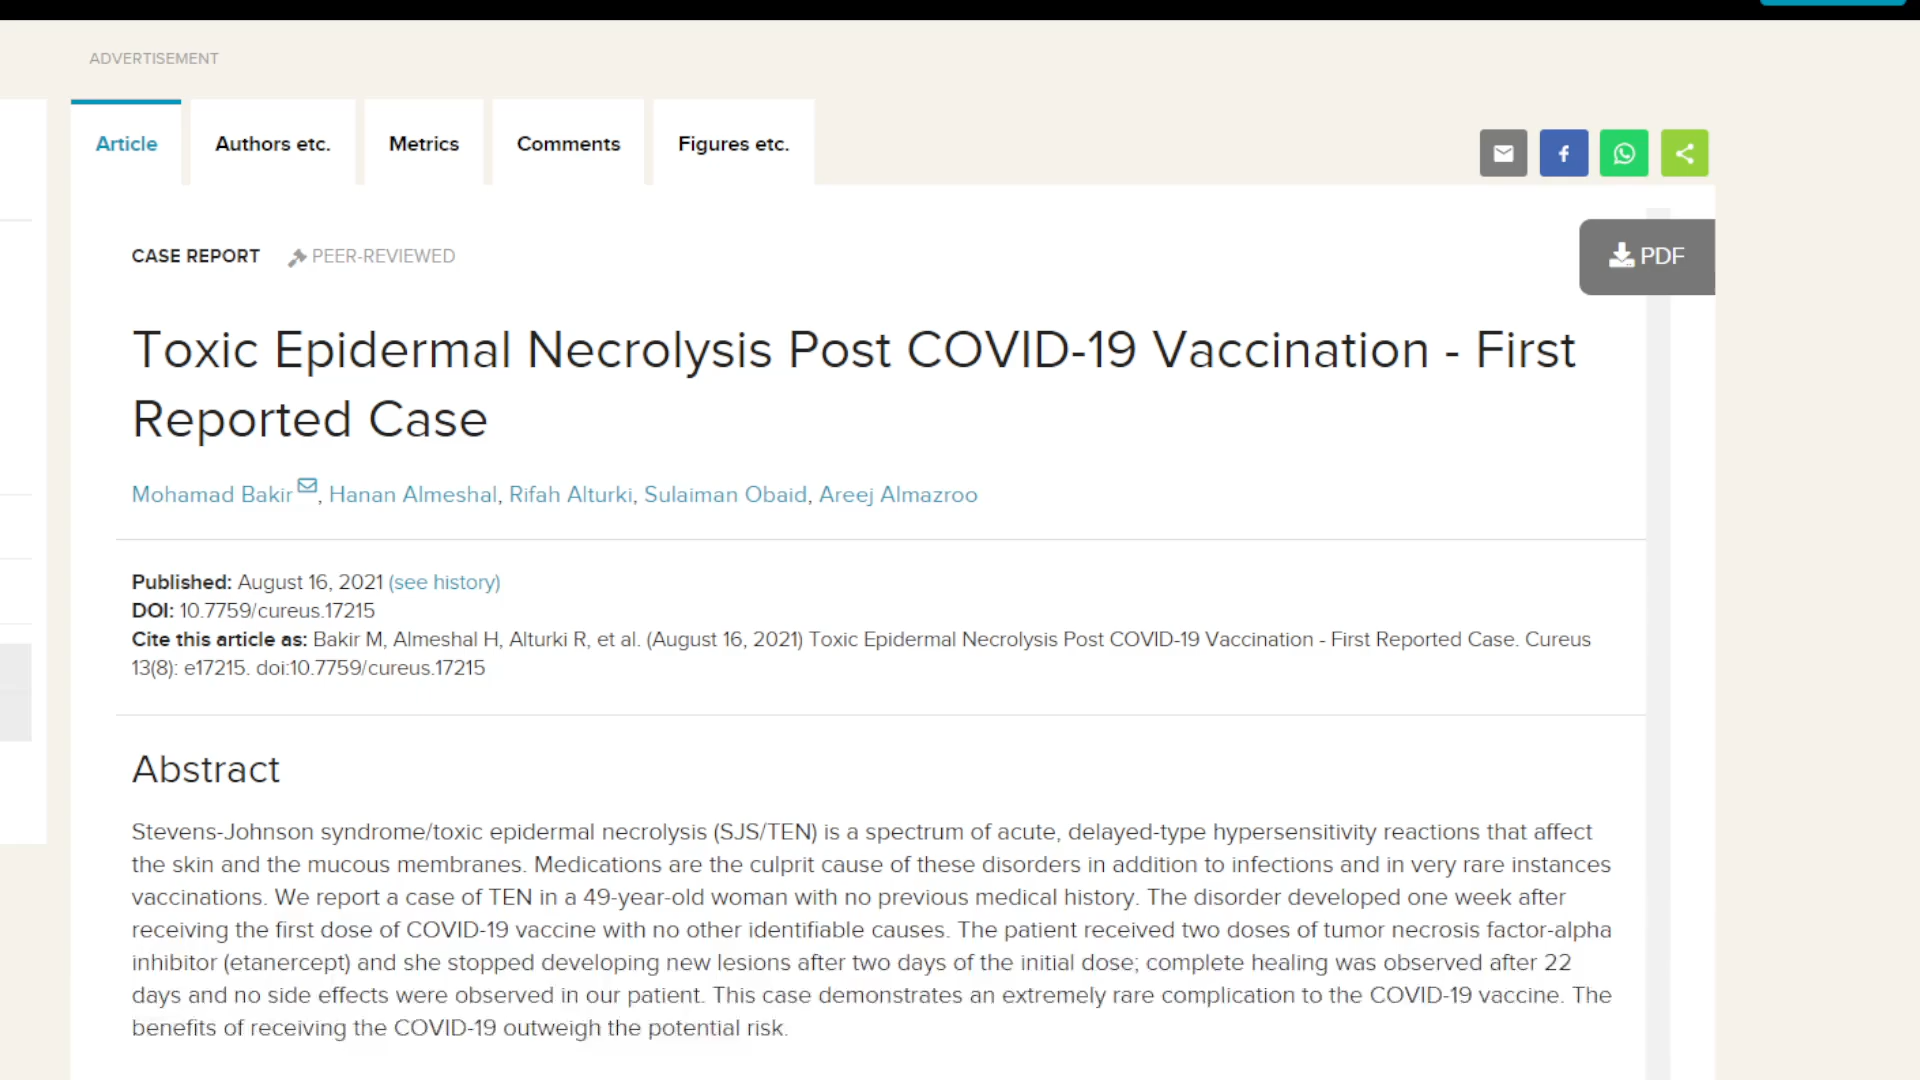 ADVERTISEMENT
Article
Authors etc.
Metrics
Comments
Figures etc.
CASE REPORT
PEER-REVIEWED
PDF
Toxic Epidermal Necrolysis Post COVID-19 Vaccination - First
Reported Case
Mohamad Bakir , Hanan Almeshal, Rifah Alturki, Sulaiman Obaid, Areej Almazroo
Published: August 16, 2021 (see history)
DOI: 10.7759/cureus.17215
Cite this article as: Bakir M, Almeshal H, Alturki R, et al. (August 16, 2021) Toxic Epidermal Necrolysis Post COVID-19 Vaccination - First Reported Case. Cureus
13(8): e17215. doi:10.7759/cureus.17215
Abstract
Stevens-Johnson syndrome/toxic epidermal necrolysis (SJS/TEN) is a spectrum of acute, delayed-type hypersensitivity reactions that affect
the skin and the mucous membranes. Medications are the culprit cause of these disorders in addition to infections and in very rare instances
vaccinations. We report a case of TEN in a 49-year-old woman with no previous medical history. The disorder developed one week after
receiving the first dose of COVID-19 vaccine with no other identifiable causes. The patient received two doses of tumor necrosis factor-alpha
inhibitor (etanercept) and she stopped developing new lesions after two days of the initial dose; complete healing was observed after 22
days and no side effects were observed in our patient. This case demonstrates an extremely rare complication to the COVID-19 vaccine. The
benefits of receiving the COVID-19 outweigh the potential risk.